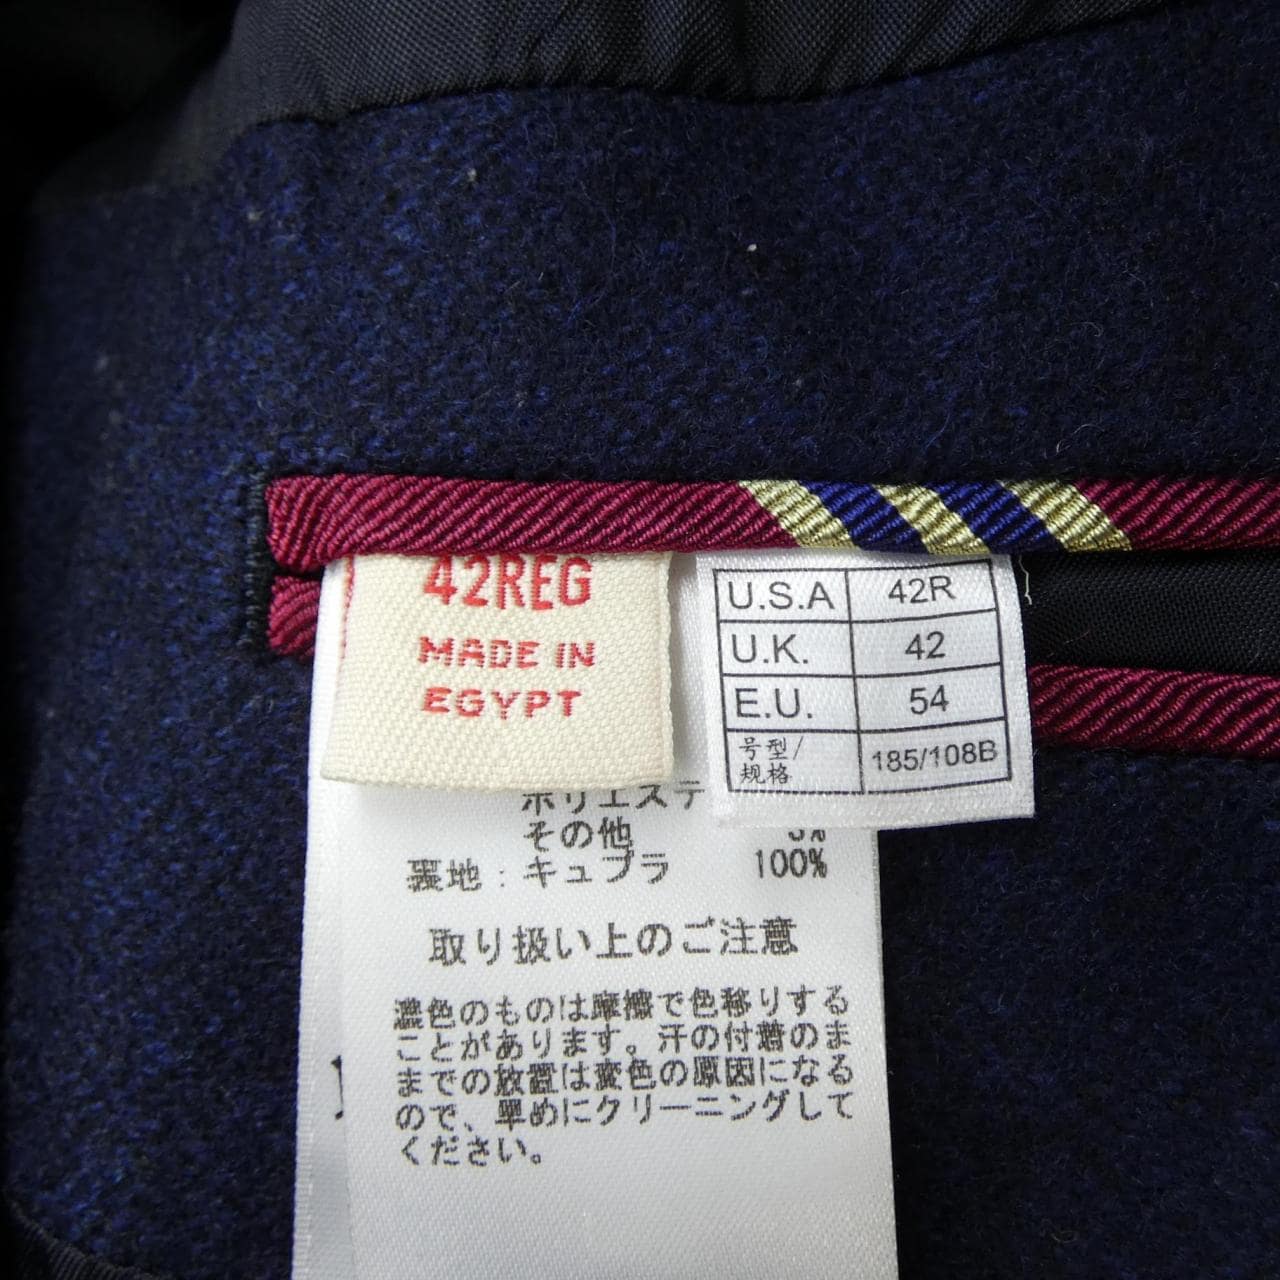 42REG
MADE IN
EGYPT
U.S.A 42R
U.K. 42
E.U. 54
号型/
规格 185/108B
ポリエステ
その他
裏地:キュプラ 100%
取り扱い上のご注意
濃色のものは摩擦で色移りする
ことがあります。汗の付着のま
までの放置は変色の原因になる
ので、早めにクリーニングして
ください。